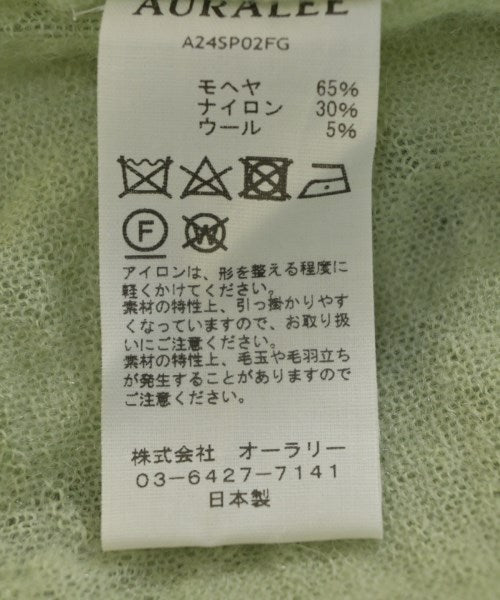 AURALEE
A24SP02FG
モヘヤ 65%
ナイロン 30%
ウール 5%
F
W
アイロンは、形を整える程度に
軽くかけてください。
素材の特性上、引っ掛かりやす
くなっていますので、お取り扱
いにご注意ください。
素材の特性上、毛玉や毛羽立ち
が発生することがありますので
ご注意ください。
株式会社 オーラリー
03-6427-7141
日本製